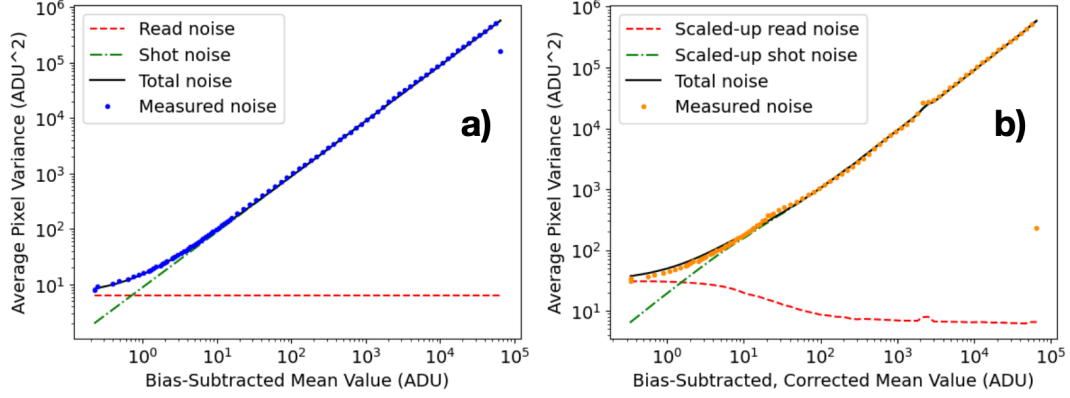 Average Pixel Variance (ADU^2)
10^6
10^5
10^4
10^3
10^2
10^1
Read noise
Shot noise
Total noise
Measured noise
a)
10^0
10^1
10^2
10^3
10^4
10^5
Bias-Subtracted Mean Value (ADU)
Average Pixel Variance (ADU^2)
10^6
10^5
10^4
10^3
10^2
10^1
Scaled-up read noise
Scaled-up shot noise
Total noise
Measured noise
b)
10^0
10^1
10^2
10^3
10^4
10^5
Bias-Subtracted, Corrected Mean Value (ADU)